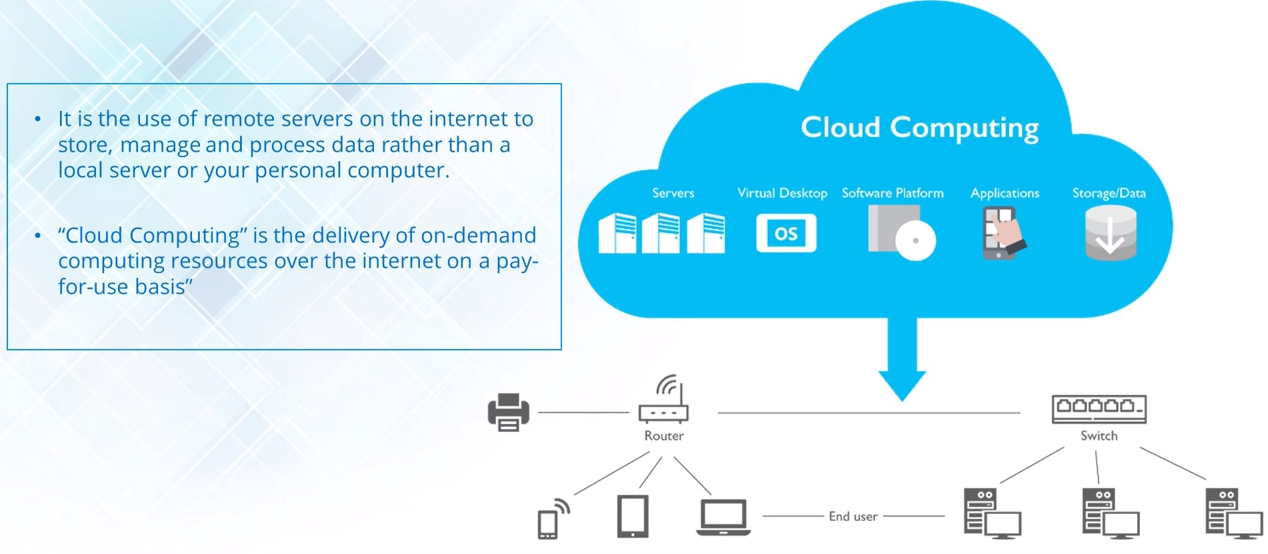 • It is the use of remote servers on the internet to
store, manage and process data rather than a
local server or your personal computer.
• “Cloud Computing” is the delivery of on-demand
computing resources over the internet on a pay-
for-use basis”
Cloud Computing
Servers Virtual Desktop Software Platform Applications Storage/Data
OS
Router
Switch
End user